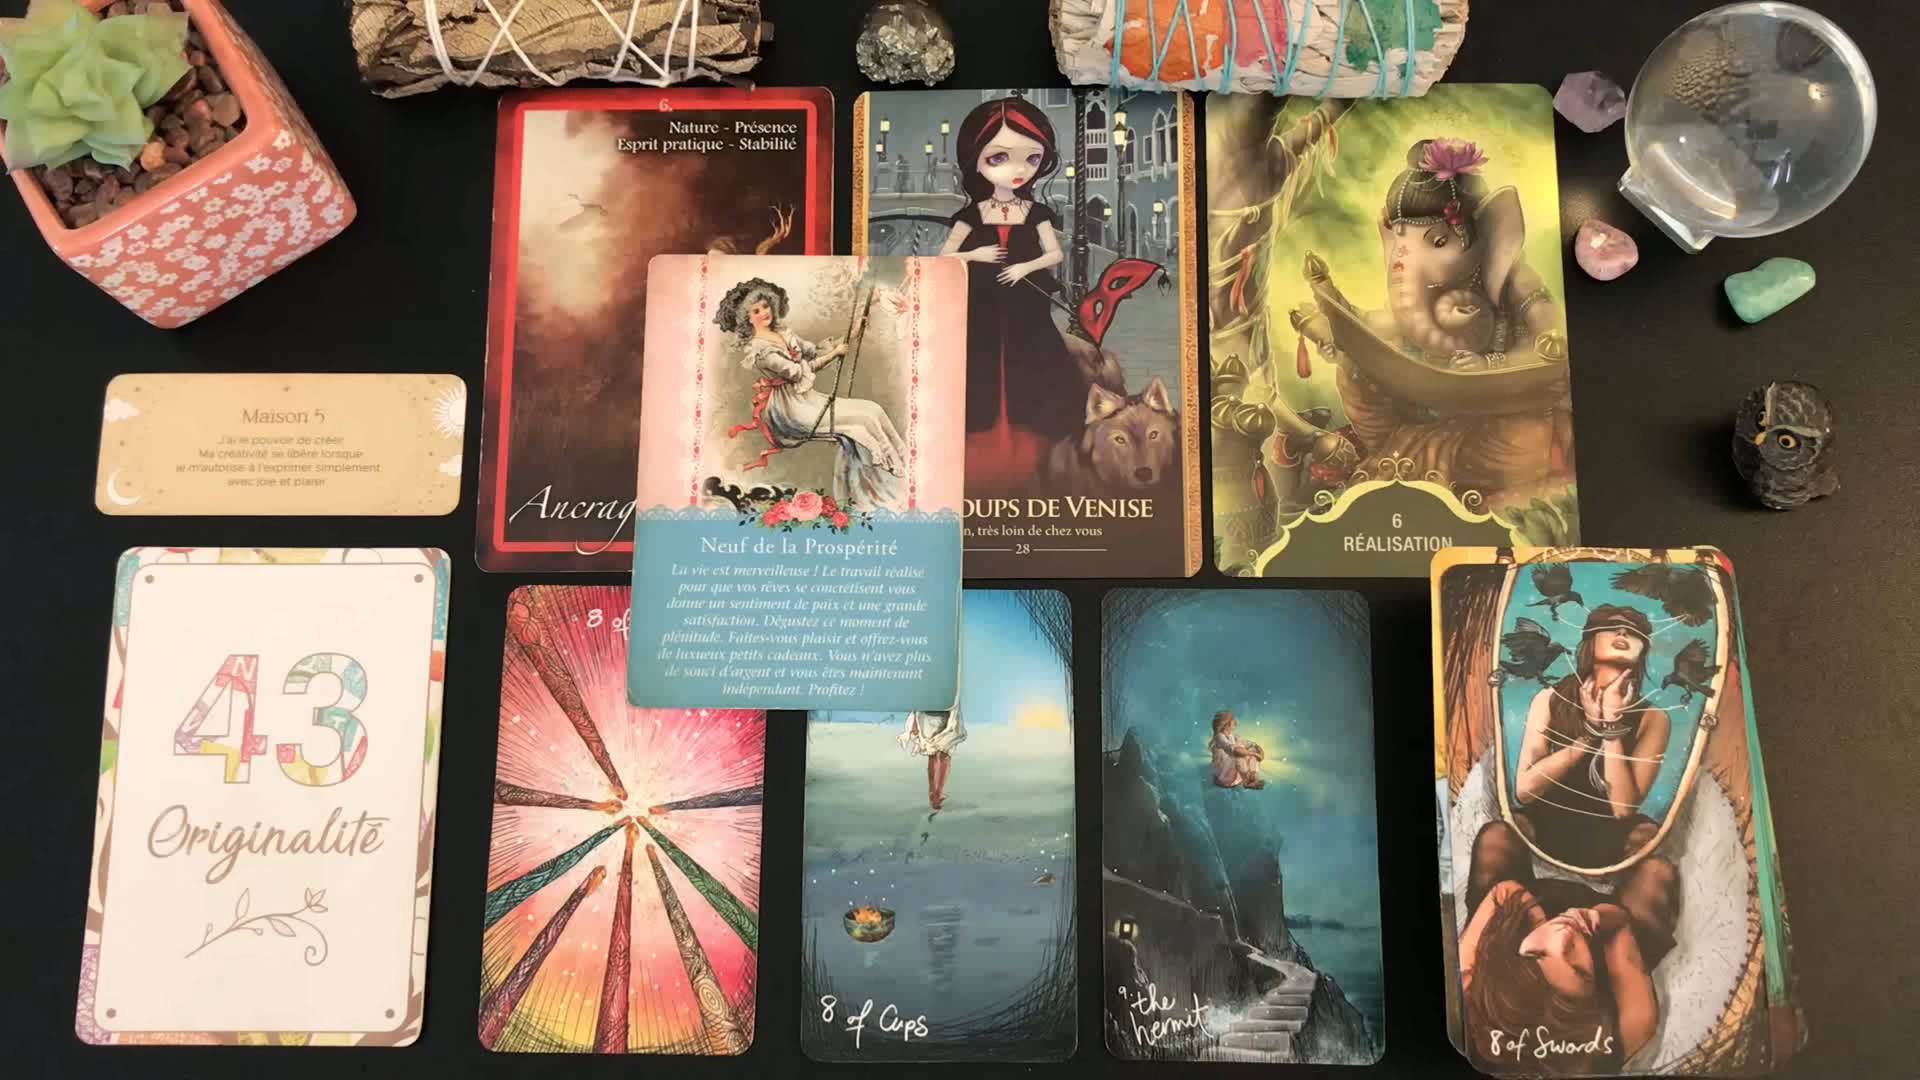 6.
Nature - Présence
Esprit pratique - Stabilité
Ancrag
OUPS DE VENISE
n, très loin de chez vous
28
6
RÉALISATION
Maison 5
J'ai le pouvoir de créer
Ma créativité se libère lorsque
je m'autorise à l'exprimer simplement
avec joie et plaisir
Neuf de la Prospérité
La vie est merveilleuse ! Le travail réalisé
pour que vos rêves se concrétisent vous
donne un sentiment de paix et une grande
satisfaction. Dégustez ce moment de
plénitude. Faites-vous plaisir et offrez-vous
de luxueux petits cadeaux. Vous n'avez plus
de souci d'argent et vous êtes maintenant
indépendant. Profitez !
43
Originalité
8 of
8 of Cups
9. the
hermit
8 of Swords